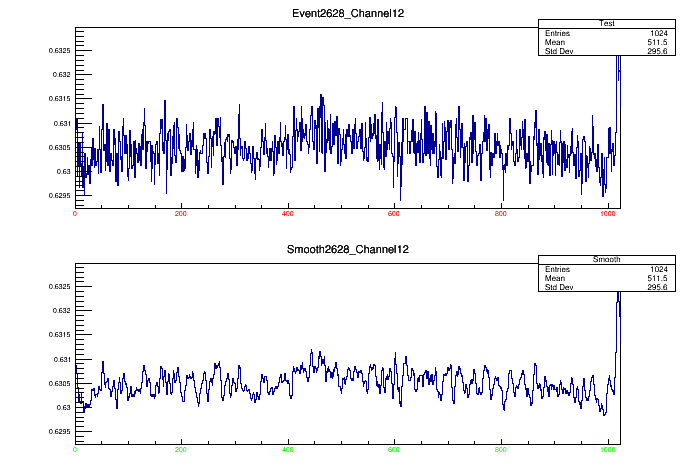 Event2628_Channel12
Test
Entries 1024
Mean 511.5
Std Dev 295.6
0.6325
0.632
0.6315
0.631
0.6305
0.63
0.6295
0 200 400 600 800 1000
Smooth2628_Channel12
Smooth
Entries 1024
Mean 511.5
Std Dev 295.6
0.6325
0.632
0.6315
0.631
0.6305
0.63
0.6295
0 200 400 600 800 1000